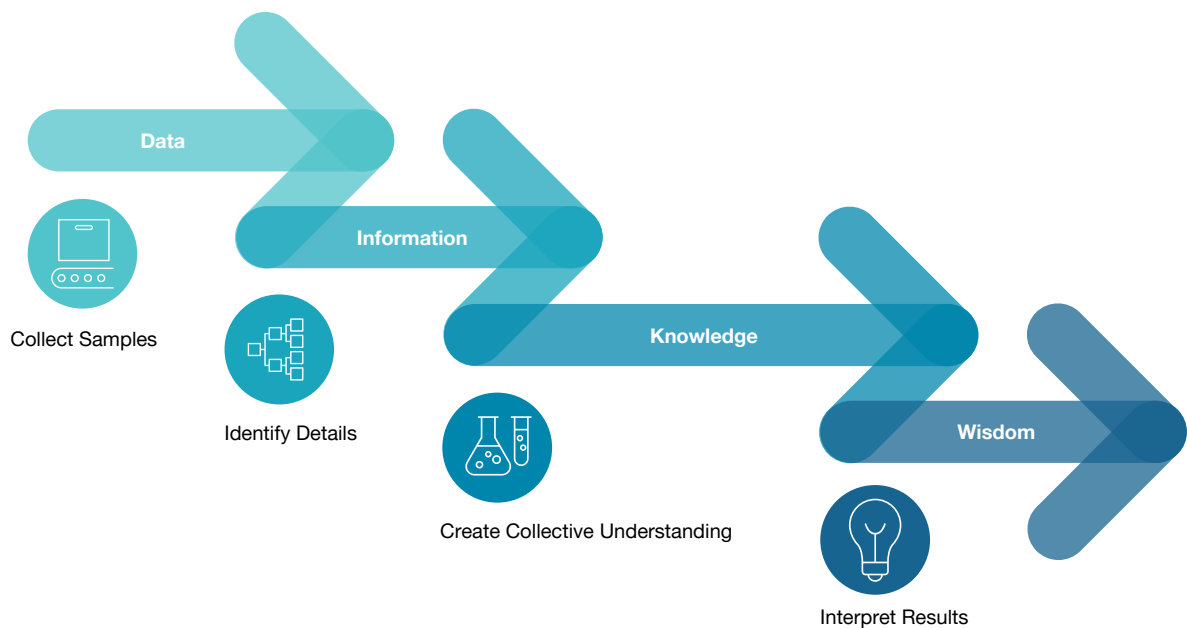 Data
Collect Samples
Information
Identify Details
Knowledge
Create Collective Understanding
Wisdom
Interpret Results